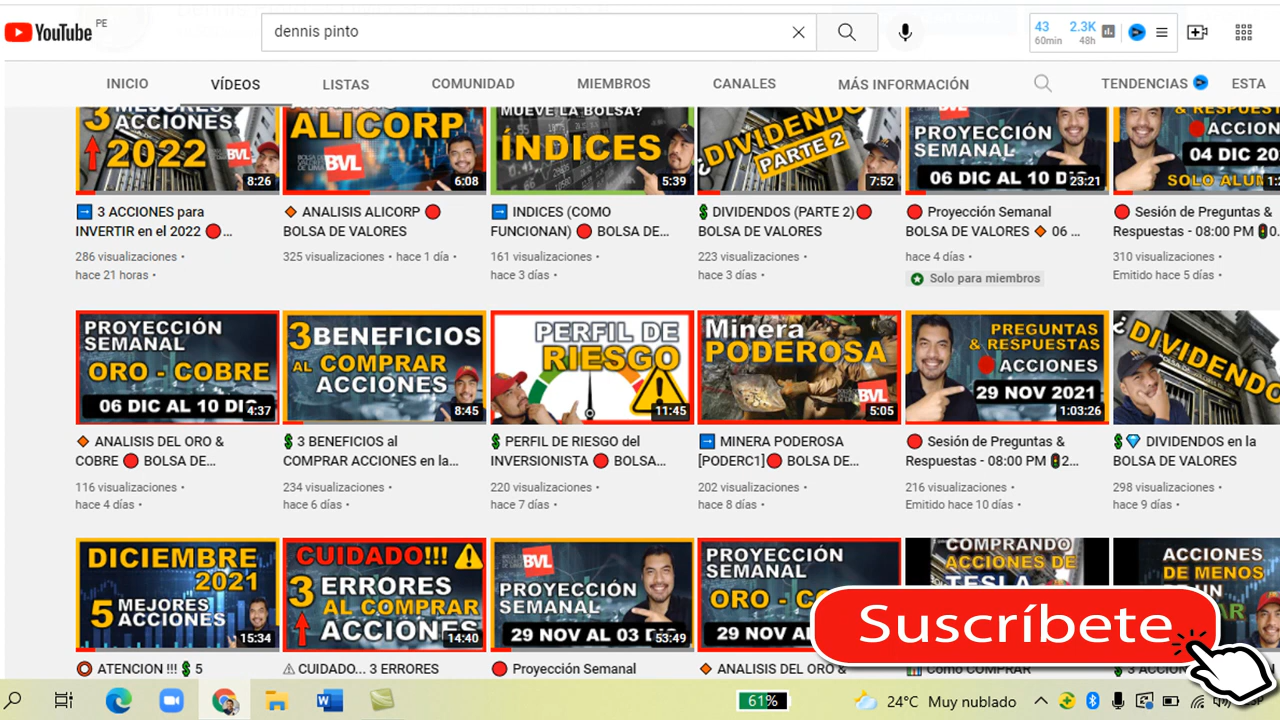 YouTube PE
dennis pinto
43
60min
2.3K
48h
INICIO
VÍDEOS
LISTAS
COMUNIDAD
MIEMBROS
CANALES
MÁS INFORMACIÓN
TENDENCIAS
ESTA
3 MEJORES
ACCIONES
2022
BVL
8:26
ALICORP
BVL
6:08
MUEVE LA BOLSA?
ÍNDICES
5:39
¿DIVIDENDO
PARTE 2
7:52
BVL
PROYECCIÓN
SEMANAL
06 DIC AL 10 DIC
23:21
& RESPUESTAS
ACCION
04 DIC 20
SOLO ALUM
➡️ 3 ACCIONES para
INVERTIR en el 2022 🔴...
286 visualizaciones •
hace 21 horas •
🔶 ANALISIS ALICORP 🔴
BOLSA DE VALORES
325 visualizaciones • hace 1 día •
➡️ INDICES (COMO
FUNCIONAN) 🔴 BOLSA DE...
161 visualizaciones •
hace 3 días •
💲 DIVIDENDOS (PARTE 2)🔴
BOLSA DE VALORES
223 visualizaciones •
hace 3 días •
🔴 Proyección Semanal
BOLSA DE VALORES 🔶 06 ...
hace 4 días •
Solo para miembros
🔴 Sesión de Preguntas &
Respuestas - 08:00 PM 🚦0.
310 visualizaciones •
Emitido hace 5 días •
PROYECCIÓN
SEMANAL
ORO - COBRE
06 DIC AL 10 DIC
4:37
3 BENEFICIOS
AL COMPRAR
ACCIONES
8:45
PERFIL DE
RIESGO
11:45
Minera
PODEROSA
BVL
5:05
PREGUNTAS
& RESPUESTAS
ACCIONES
29 NOV 2021
1:03:26
¿DIVIDENDO
🔶 ANALISIS DEL ORO &
COBRE 🔴 BOLSA DE...
116 visualizaciones •
hace 4 días •
💲 3 BENEFICIOS al
COMPRAR ACCIONES en la...
234 visualizaciones •
hace 6 días •
💲 PERFIL DE RIESGO del
INVERSIONISTA 🔴 BOLSA...
220 visualizaciones •
hace 7 días •
➡️ MINERA PODEROSA
[PODERC1]🔴 BOLSA DE...
202 visualizaciones •
hace 8 días •
🔴 Sesión de Preguntas &
Respuestas - 08:00 PM 🚦2...
216 visualizaciones •
Emitido hace 10 días •
💲💎 DIVIDENDOS en la
BOLSA DE VALORES
298 visualizaciones •
hace 9 días •
DICIEMBRE
2021
5 MEJORES
ACCIONES
15:34
CUIDADO!!!
3 ERRORES
AL COMPRAR
ACCIONES
14:40
BVL
PROYECCIÓN
SEMANAL
29 NOV AL 03 D
53:49
PROYECCIÓN
SEMANAL
ORO - CO
29 NOV AL
COMPRANDO
ACCIONES DE
TESLA
ACCIONES
DE MENOS
⭕ ATENCION !!! 💲 5
⚠ CUIDADO... 3 ERRORES
🔴 Proyección Semanal
🔶 ANALISIS DEL ORO &
Suscríbete
61%
24°C Muy nublado